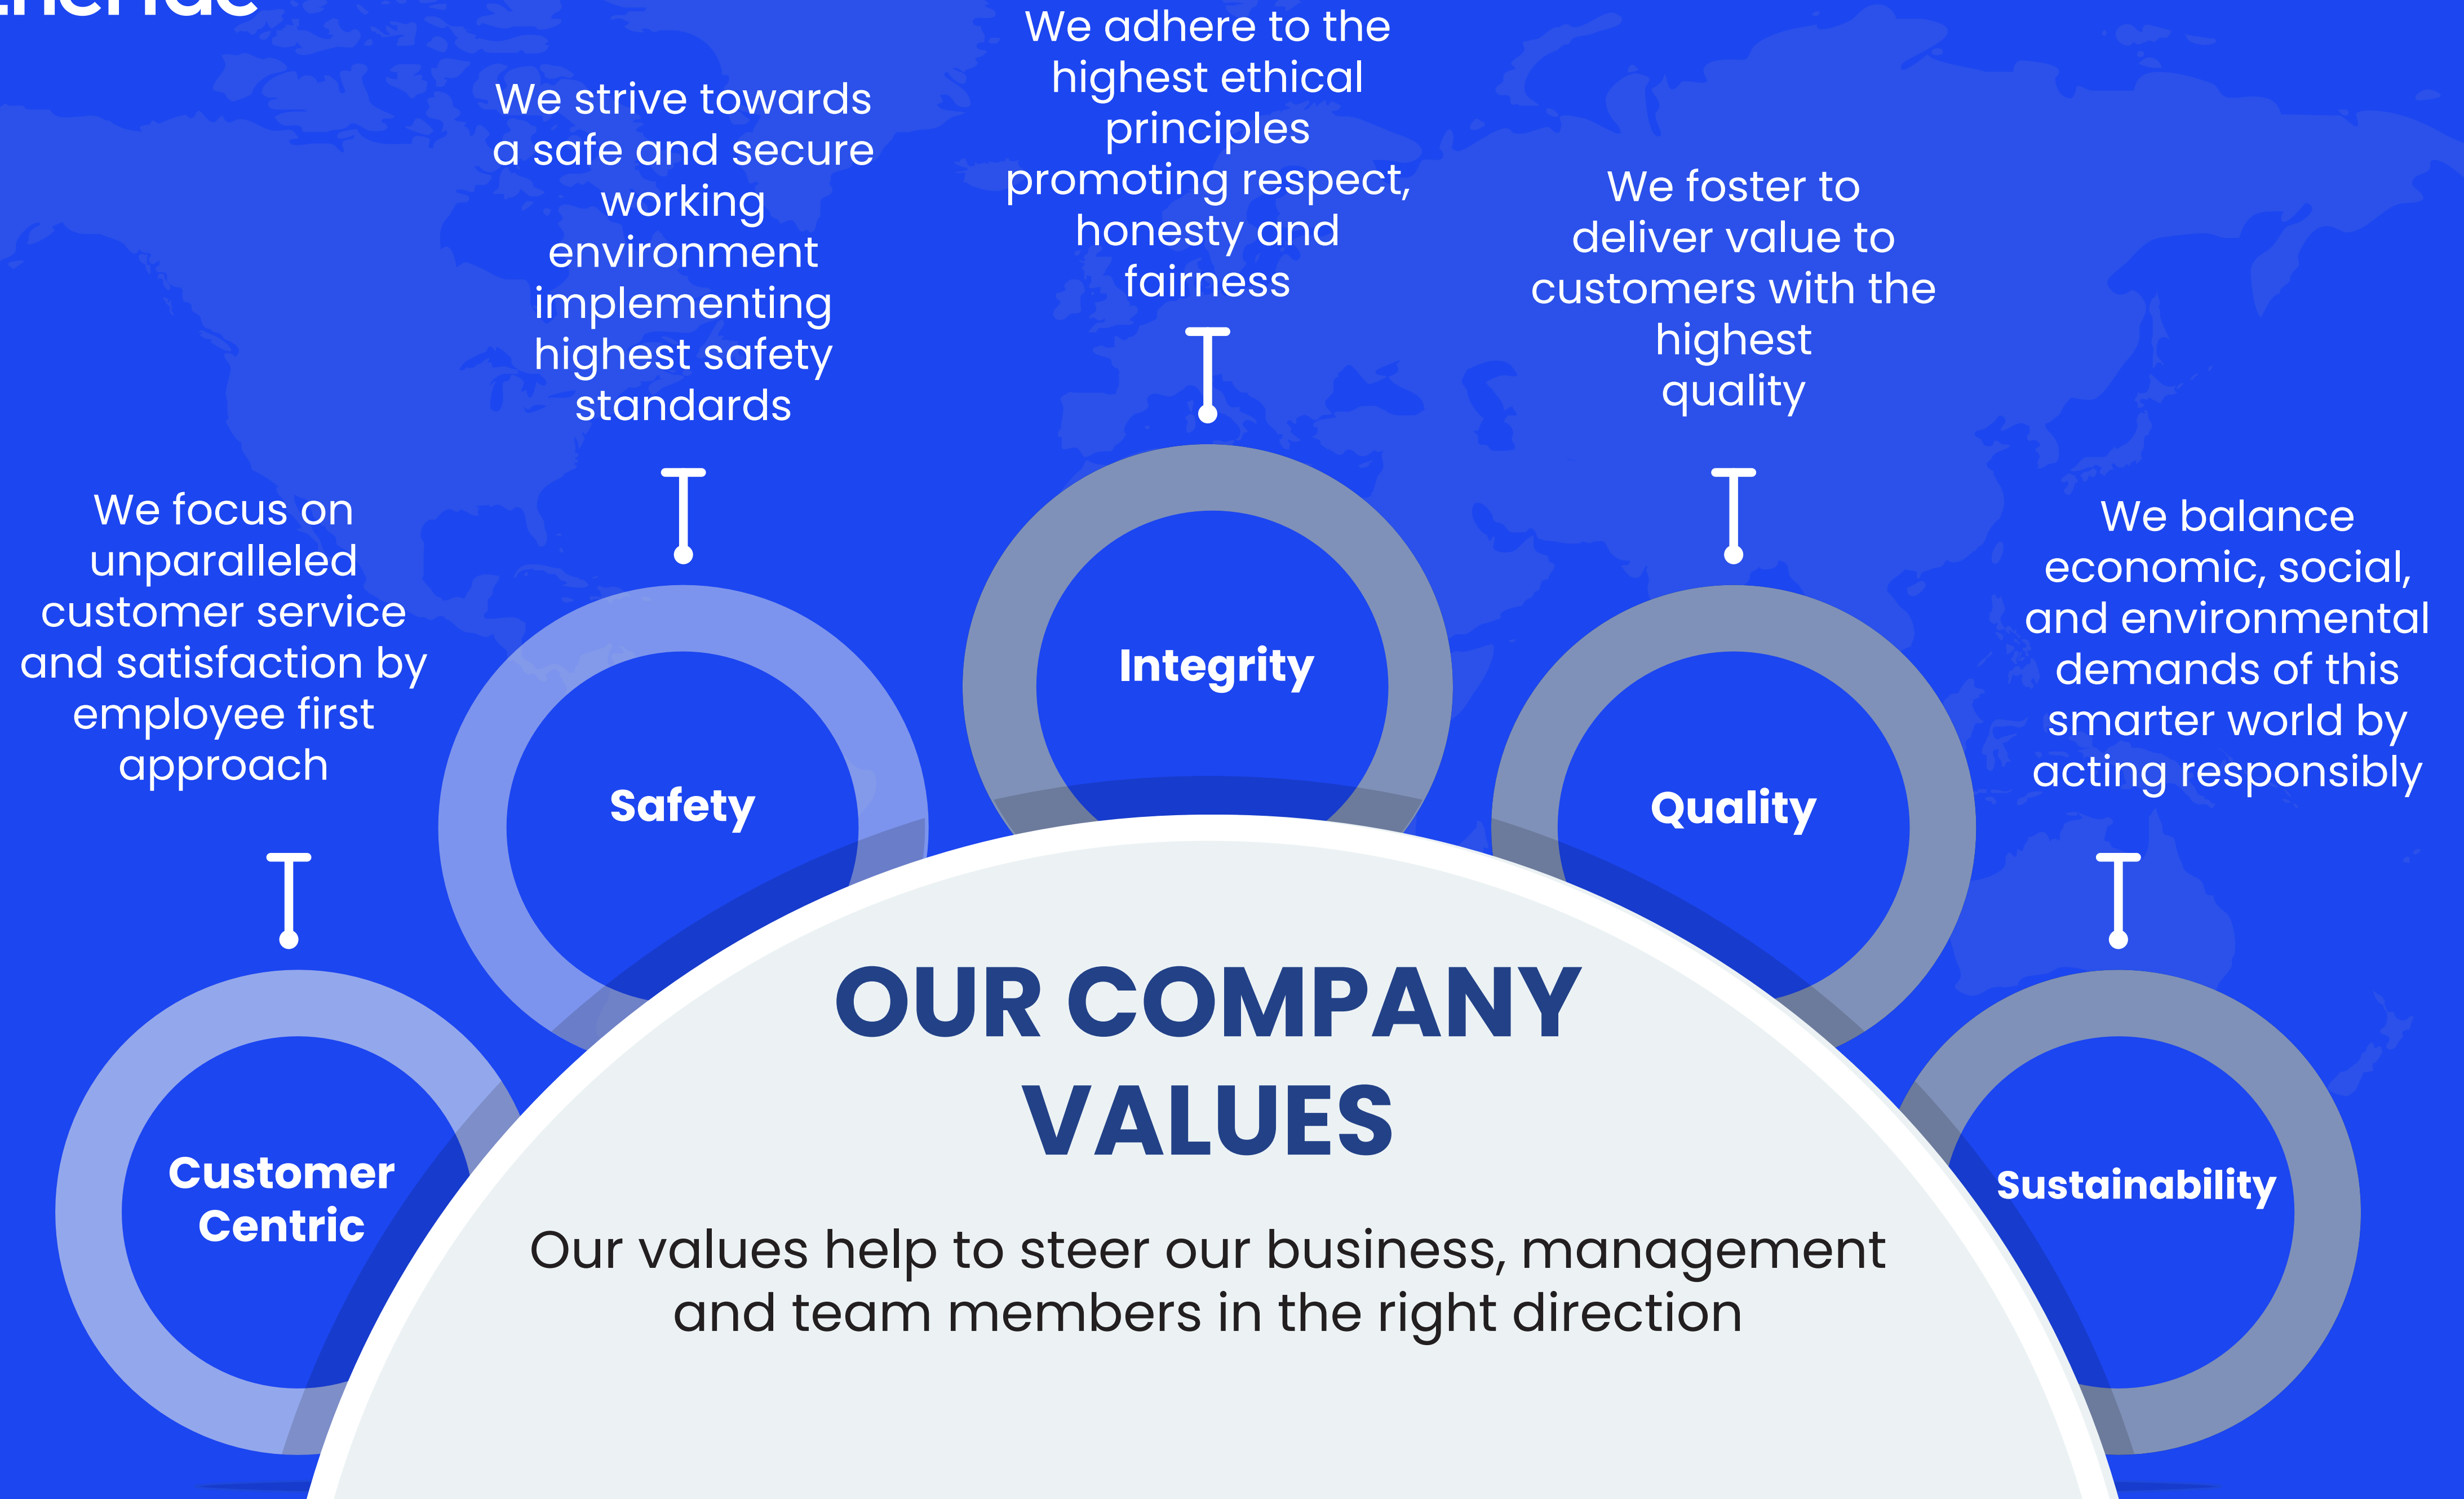 We focus on
unparalleled
customer service
and satisfaction by
employee first
approach
Customer
Centric
We strive towards
a safe and secure
working
environment
implementing
highest safety
standards
Safety
We adhere to the
highest ethical
principles
promoting respect,
honesty and
fairness
Integrity
We foster to
deliver value to
customers with the
highest
quality
Quality
We balance
economic, social,
and environmental
demands of this
smarter world by
acting responsibly
Sustainability
OUR COMPANY
VALUES
Our values help to steer our business, management
and team members in the right direction